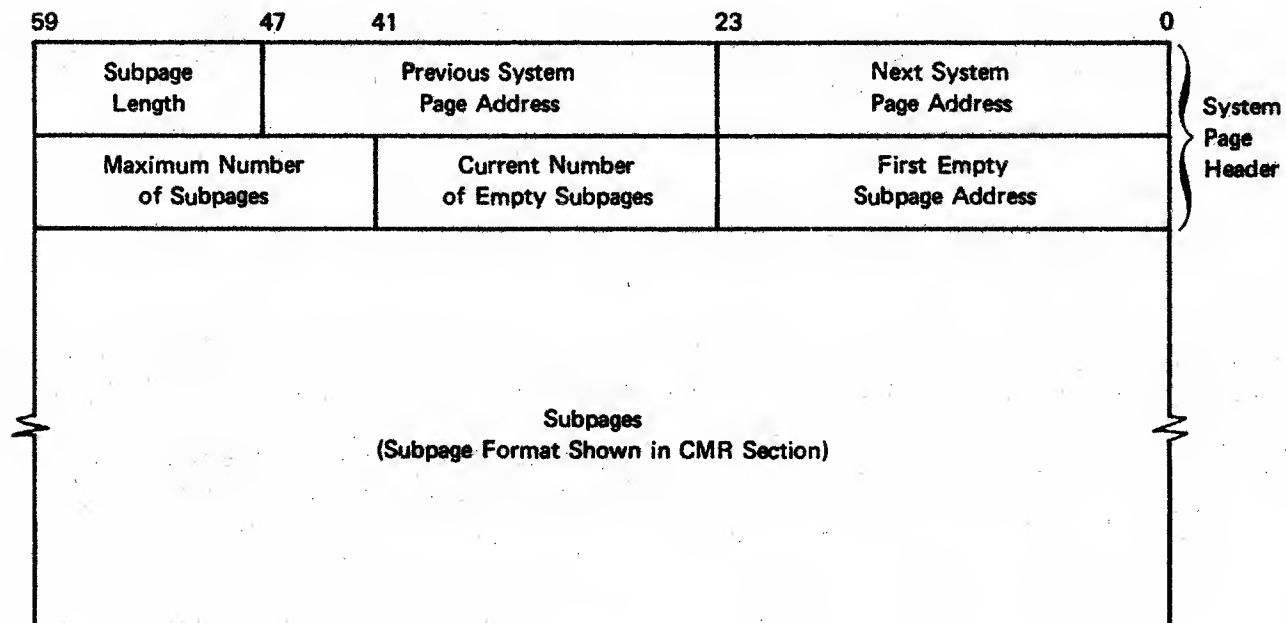 59 47 41 23 0
Subpage Length
Previous System Page Address
Next System Page Address
System Page Header
Maximum Number of Subpages
Current Number of Empty Subpages
First Empty Subpage Address
Subpages
(Subpage Format Shown in CMR Section)